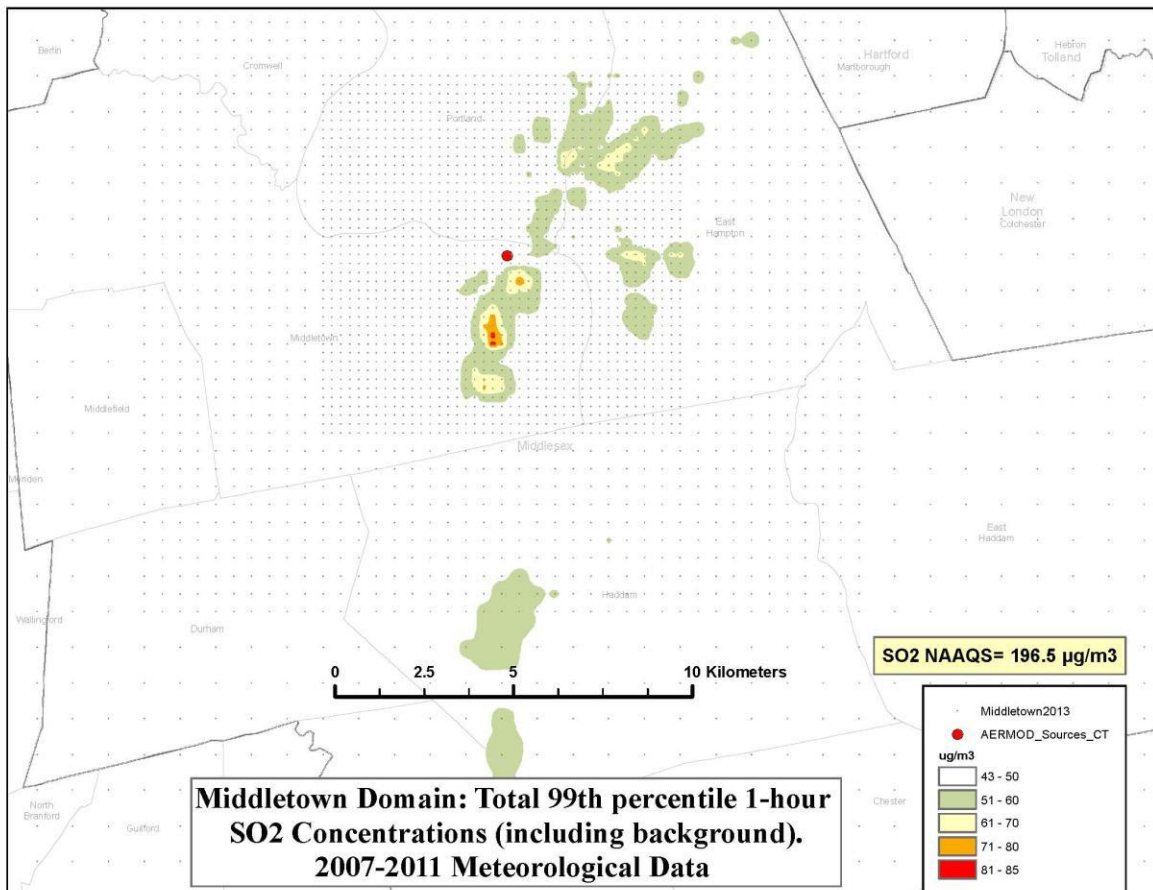 Berlin
Cromwell
Hartford
Marlborough
Hebron
Tolland
Portland
New
London
Colchester
East
Hampton
Middletown
Middlefield
Middlesex
Meriden
East
Haddam
Wallingford
Durham
Haddam
SO2 NAAQS= 196.5 µg/m3
0 2.5 5 10 Kilometers
Middletown2013
AERMOD_Sources_CT
ug/m3
43 - 50
51 - 60
61 - 70
71 - 80
81 - 85
North
Branford
Guilford
Chester
Middletown Domain: Total 99th percentile 1-hour
SO2 Concentrations (including background).
2007-2011 Meteorological Data